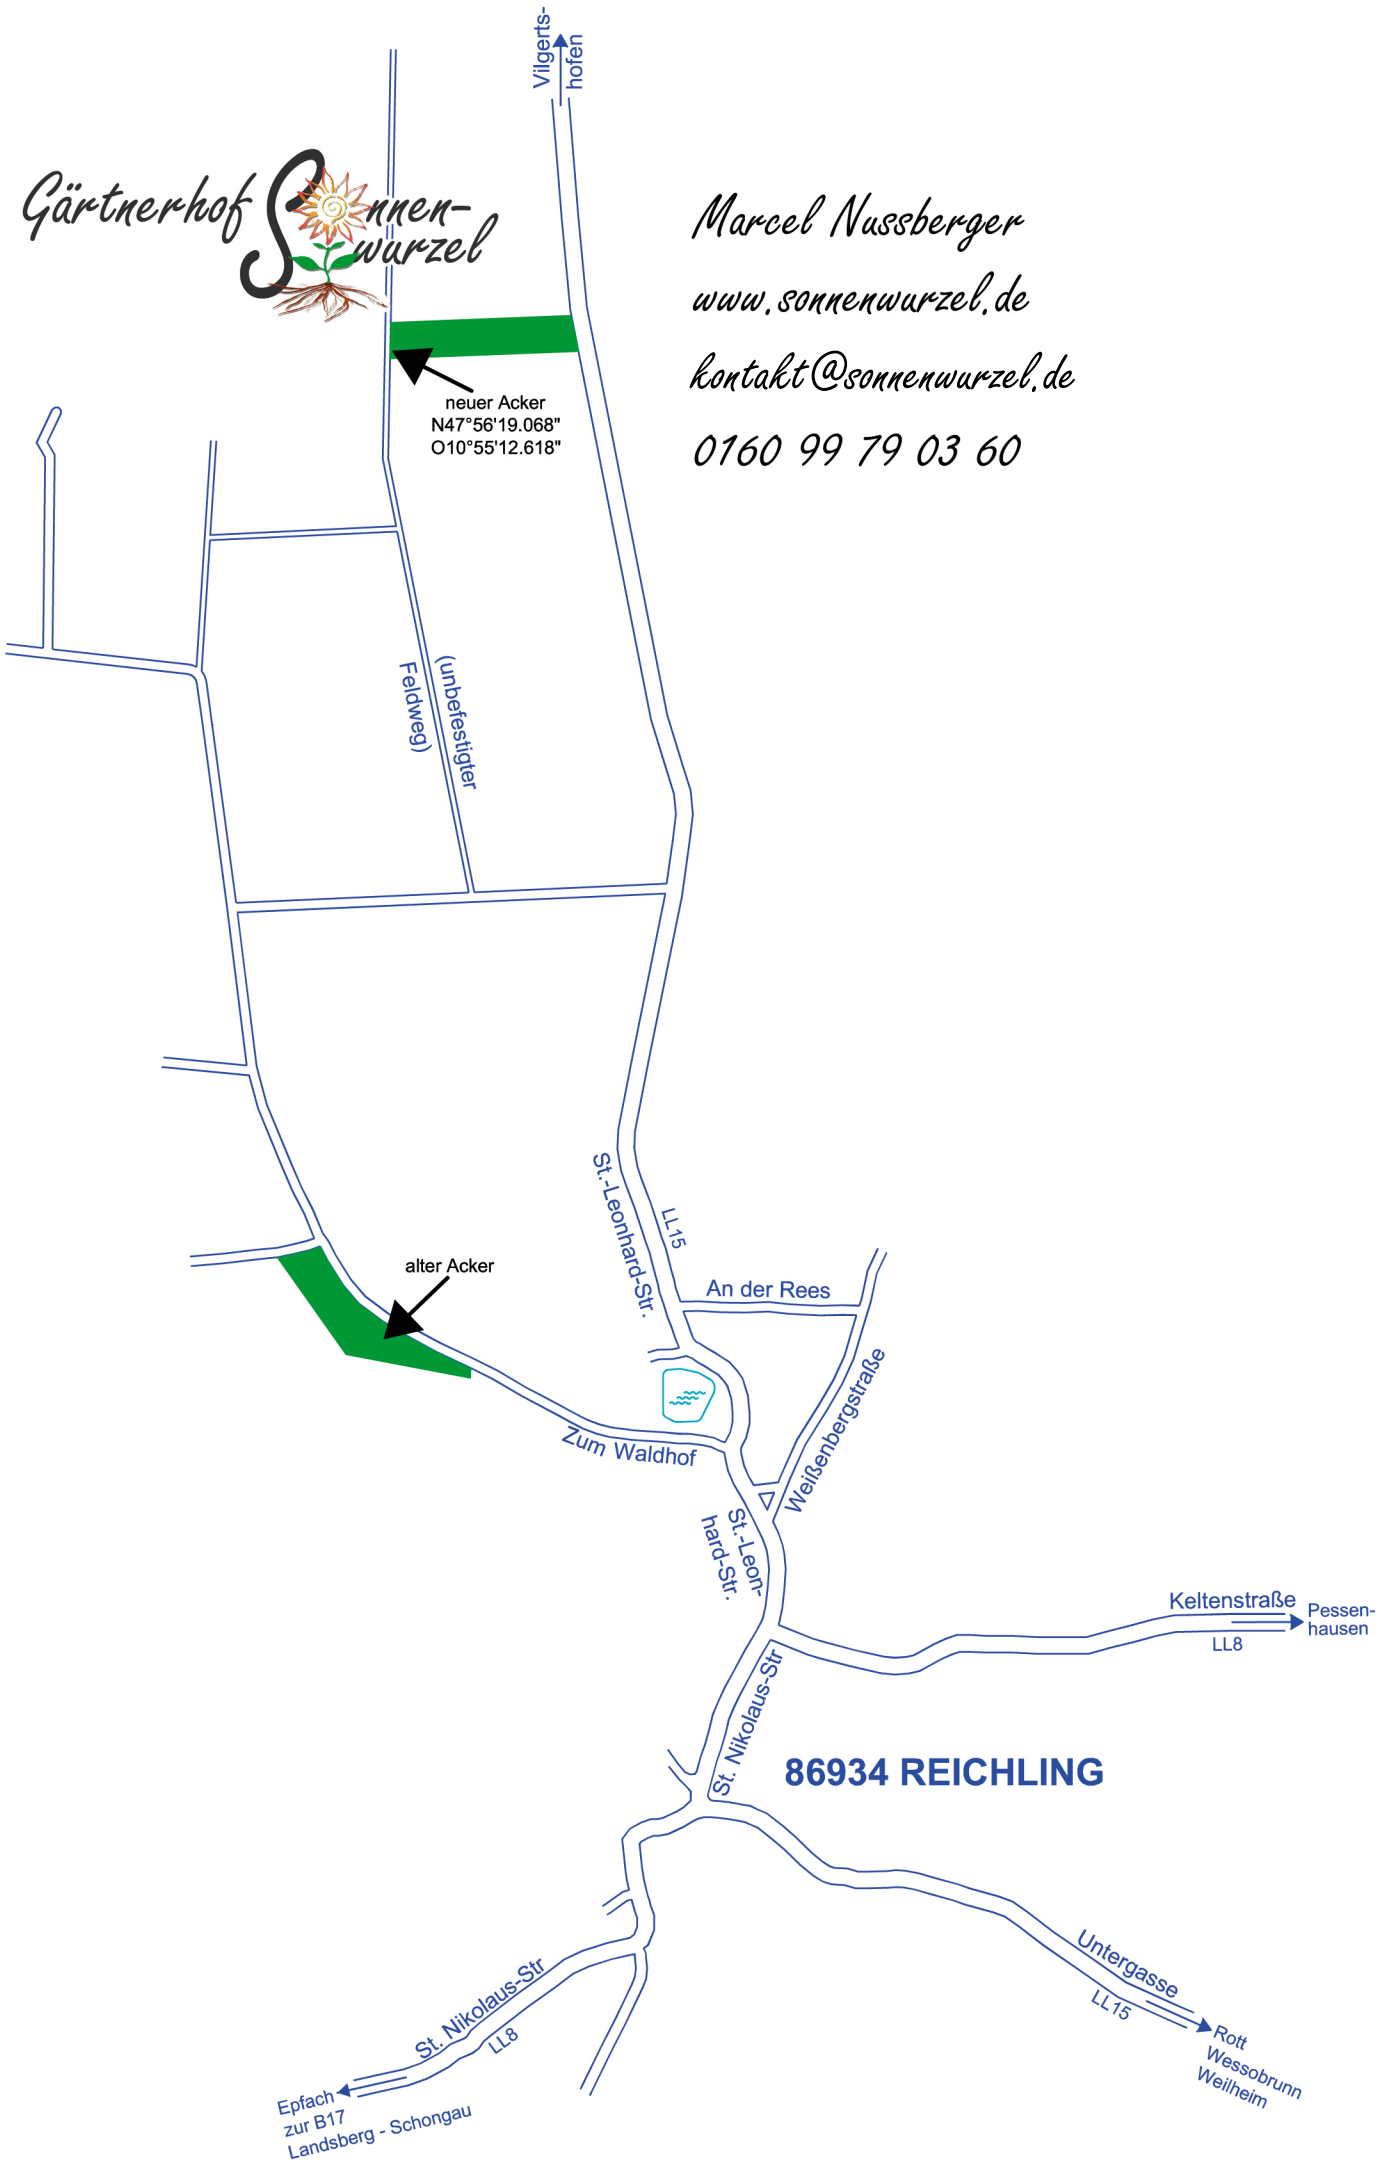 Vilgerts-
hofen
Gärtnerhof Sonnen-
wurzel
Marcel Nussberger
www.sonnenwurzel.de
kontakt@sonnenwurzel.de
0160 99 79 03 60
neuer Acker
N47°56'19.068"
O10°55'12.618"
(unbefestigter
Feldweg)
St.-Leonhard-Str.
LL15
alter Acker
An der Rees
Weißenbergstraße
Zum Waldhof
St.-Leon-
hard-Str.
Keltenstraße
Pessen-
hausen
LL8
St. Nikolaus-Str
86934 REICHLING
Untergasse
LL15
Rott
Wessobrunn
Weilheim
St. Nikolaus-Str
LL8
Epfach
zur B17
Landsberg - Schongau